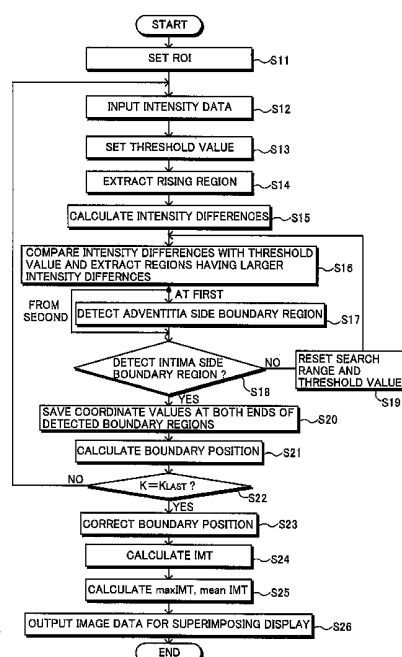 START
SET ROI
S11
INPUT INTENSITY DATA
S12
SET THRESHOLD VALUE
S13
EXTRACT RISING REGION
S14
CALCULATE INTENSITY DIFFERENCES
S15
COMPARE INTENSITY DIFFERENCES WITH THRESHOLD
VALUE AND EXTRACT REGIONS HAVING LARGER
INTENSITY DIFFERNCES
S16
FROM
SECOND
AT FIRST
DETECT ADVENTITIA SIDE BOUNDARY REGION
S17
DETECT INTIMA SIDE
BOUNDARY REGION ?
NO
S18
RESET SEARCH
RANGE AND
THRESHOLD VALUE
S19
YES
SAVE COORDINATE VALUES AT BOTH ENDS OF
DETECTED BOUNDARY REGIONS
S20
CALCULATE BOUNDARY POSITION
S21
NO
K=KLAST ?
S22
YES
CORRECT BOUNDARY POSITION
S23
CALCULATE IMT
S24
CALCULATE maxIMT, mean IMT
S25
OUTPUT IMAGE DATA FOR SUPERIMPOSING DISPLAY
S26
END